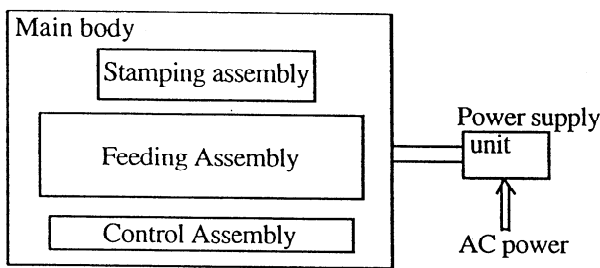 Main body
Stamping assembly
Feeding Assembly
Control Assembly
Power supply
unit
AC power